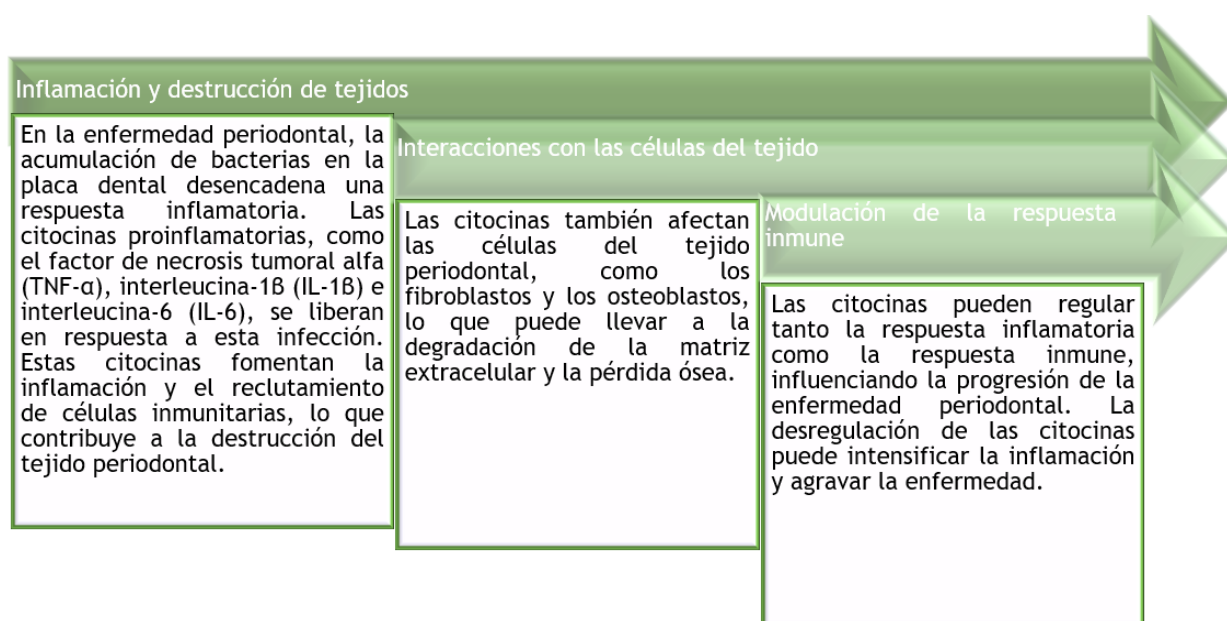 Inflamación y destrucción de tejidos
En la enfermedad periodontal, la
acumulación de bacterias en la
placa dental desencadena una
respuesta inflamatoria. Las
citocinas proinflamatorias, como
el factor de necrosis tumoral alfa
(TNF-α), interleucina-1β (IL-1β) e
interleucina-6 (IL-6), se liberan
en respuesta a esta infección.
Estas citocinas fomentan la
inflamación y el reclutamiento
de células inmunitarias, lo que
contribuye a la destrucción del
tejido periodontal.
Interacciones con las células del tejido
Las citocinas también afectan
las células del tejido
periodontal, como los
fibroblastos y los osteoblastos,
lo que puede llevar a la
degradación de la matriz
extracelular y la pérdida ósea.
Modulación de la respuesta
inmune
Las citocinas pueden regular
tanto la respuesta inflamatoria
como la respuesta inmune,
influenciando la progresión de la
enfermedad periodontal. La
desregulación de las citocinas
puede intensificar la inflamación
y agravar la enfermedad.